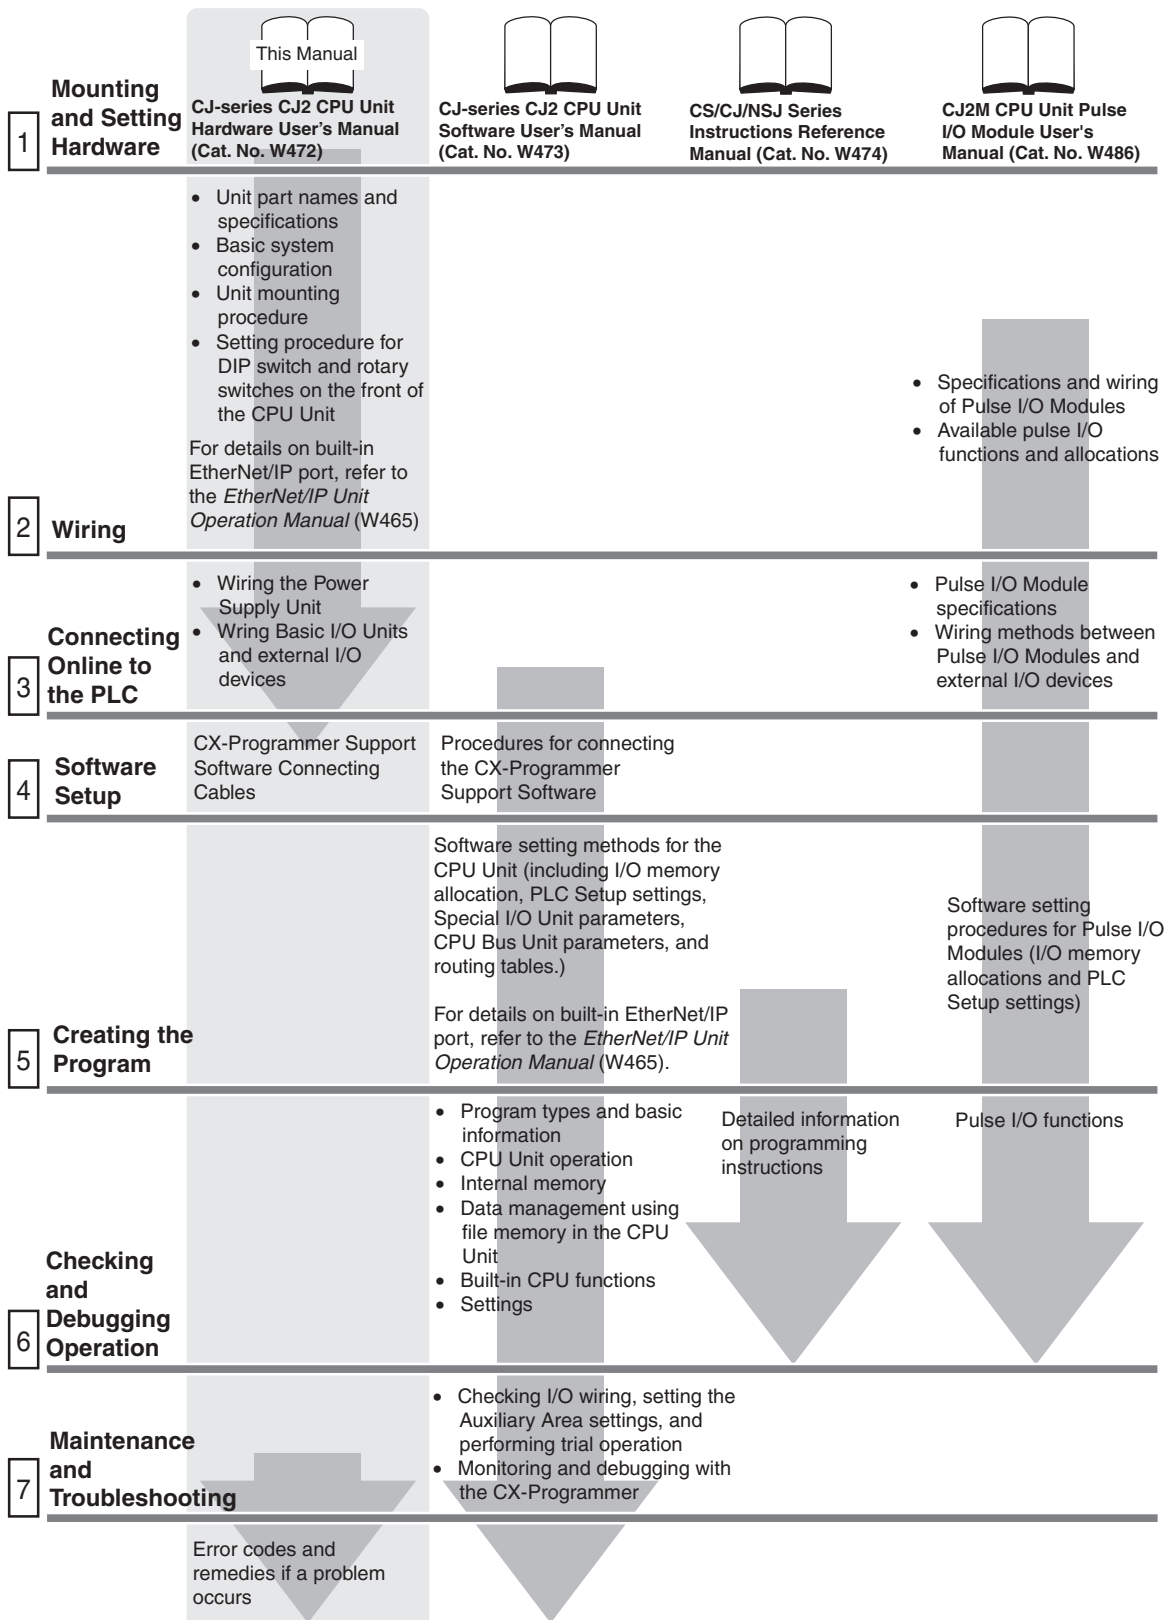 This Manual
1
Mounting
and Setting
Hardware
CJ-series CJ2 CPU Unit
Hardware User's Manual
(Cat. No. W472)
CJ-series CJ2 CPU Unit
Software User's Manual
(Cat. No. W473)
CS/CJ/NSJ Series
Instructions Reference
Manual (Cat. No. W474)
CJ2M CPU Unit Pulse
I/O Module User's
Manual (Cat. No. W486)
• Unit part names and
specifications
• Basic system
configuration
• Unit mounting
procedure
• Setting procedure for
DIP switch and rotary
switches on the front of
the CPU Unit
For details on built-in
EtherNet/IP port, refer to
the EtherNet/IP Unit
Operation Manual (W465)
• Specifications and wiring
of Pulse I/O Modules
• Available pulse I/O
functions and allocations
2
Wiring
• Wiring the Power
Supply Unit
• Wring Basic I/O Units
and external I/O
devices
• Pulse I/O Module
specifications
• Wiring methods between
Pulse I/O Modules and
external I/O devices
3
Connecting
Online to
the PLC
CX-Programmer Support
Software Connecting
Cables
Procedures for connecting
the CX-Programmer
Support Software
4
Software
Setup
Software setting methods for the
CPU Unit (including I/O memory
allocation, PLC Setup settings,
Special I/O Unit parameters,
CPU Bus Unit parameters, and
routing tables.)
For details on built-in EtherNet/IP
port, refer to the EtherNet/IP Unit
Operation Manual (W465).
Software setting
procedures for Pulse I/O
Modules (I/O memory
allocations and PLC
Setup settings)
5
Creating the
Program
• Program types and basic
information
• CPU Unit operation
• Internal memory
• Data management using
file memory in the CPU
Unit
• Built-in CPU functions
• Settings
Detailed information
on programming
instructions
Pulse I/O functions
6
Checking
and
Debugging
Operation
• Checking I/O wiring, setting the
Auxiliary Area settings, and
performing trial operation
• Monitoring and debugging with
the CX-Programmer
7
Maintenance
and
Troubleshooting
Error codes and
remedies if a problem
occurs